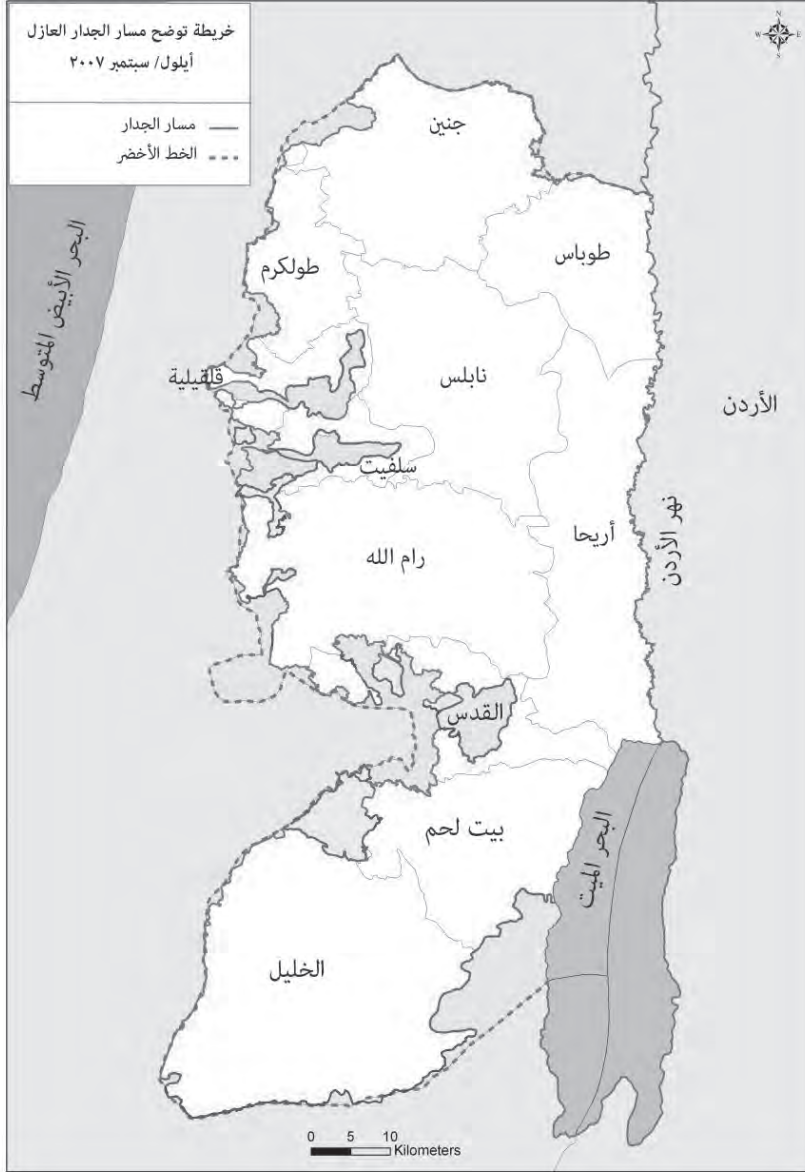 خريطة توضح مسار الجدار العازل
أيلول/ سبتمبر ٢٠٠٧
مسار الجدار
الخط الأخضر
N
W
E
S
جنين
طوباس
طولكرم
البحر الأبيض المتوسط
قلقيلية
نابلس
الأردن
سلفيت
نهر الأردن
أريحا
رام الله
القدس
بيت لحم
البحر الميت
الخليل
0 5 10
Kilometers